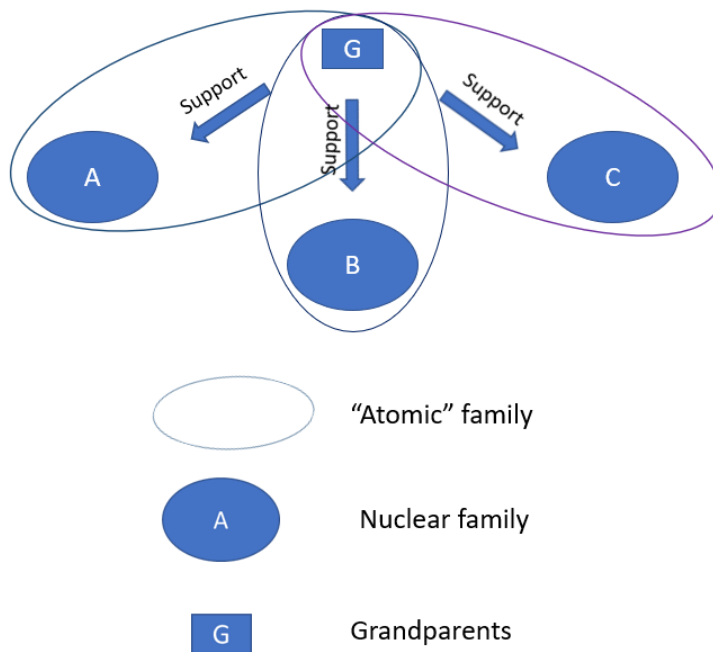 G
Support
Support
Support
A
C
B
“Atomic” family
A
Nuclear family
G
Grandparents